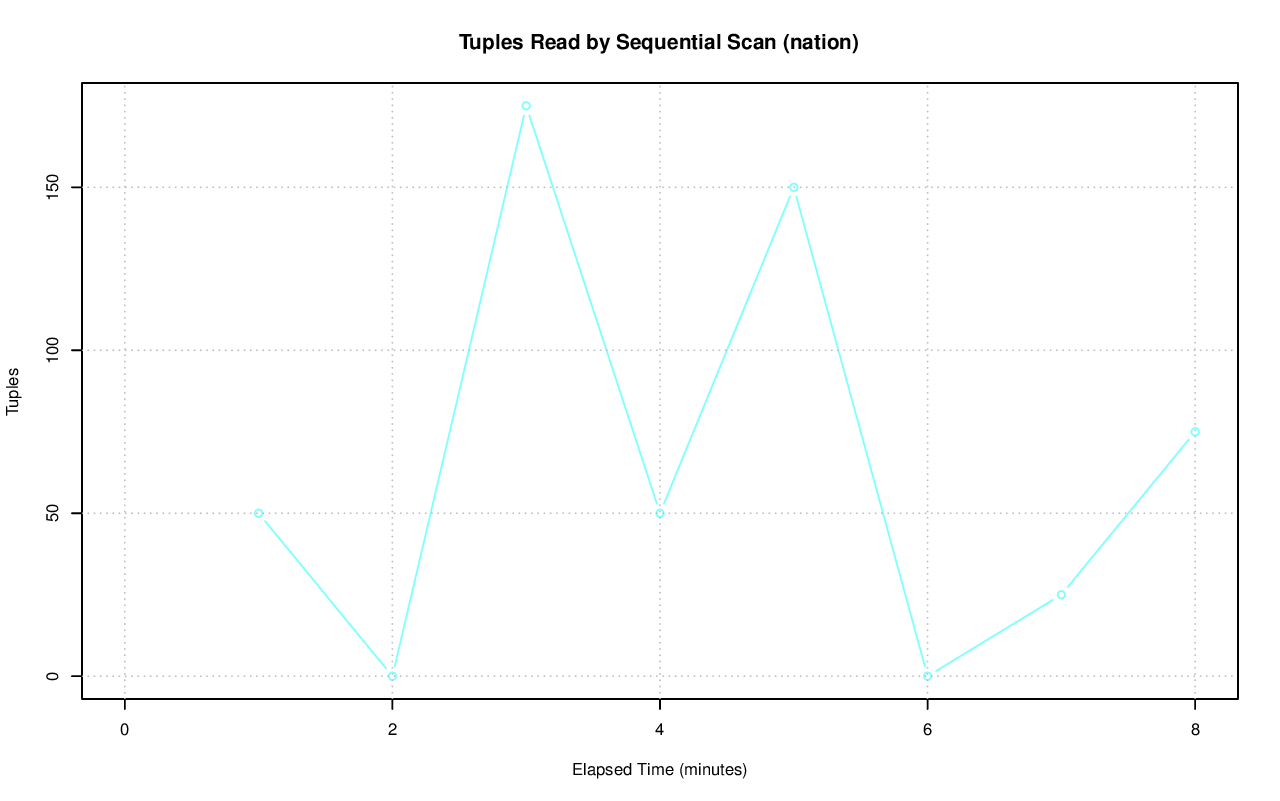 Tuples Read by Sequential Scan (nation)
Tuples
150
100
50
0
0 2 4 6 8
Elapsed Time (minutes)